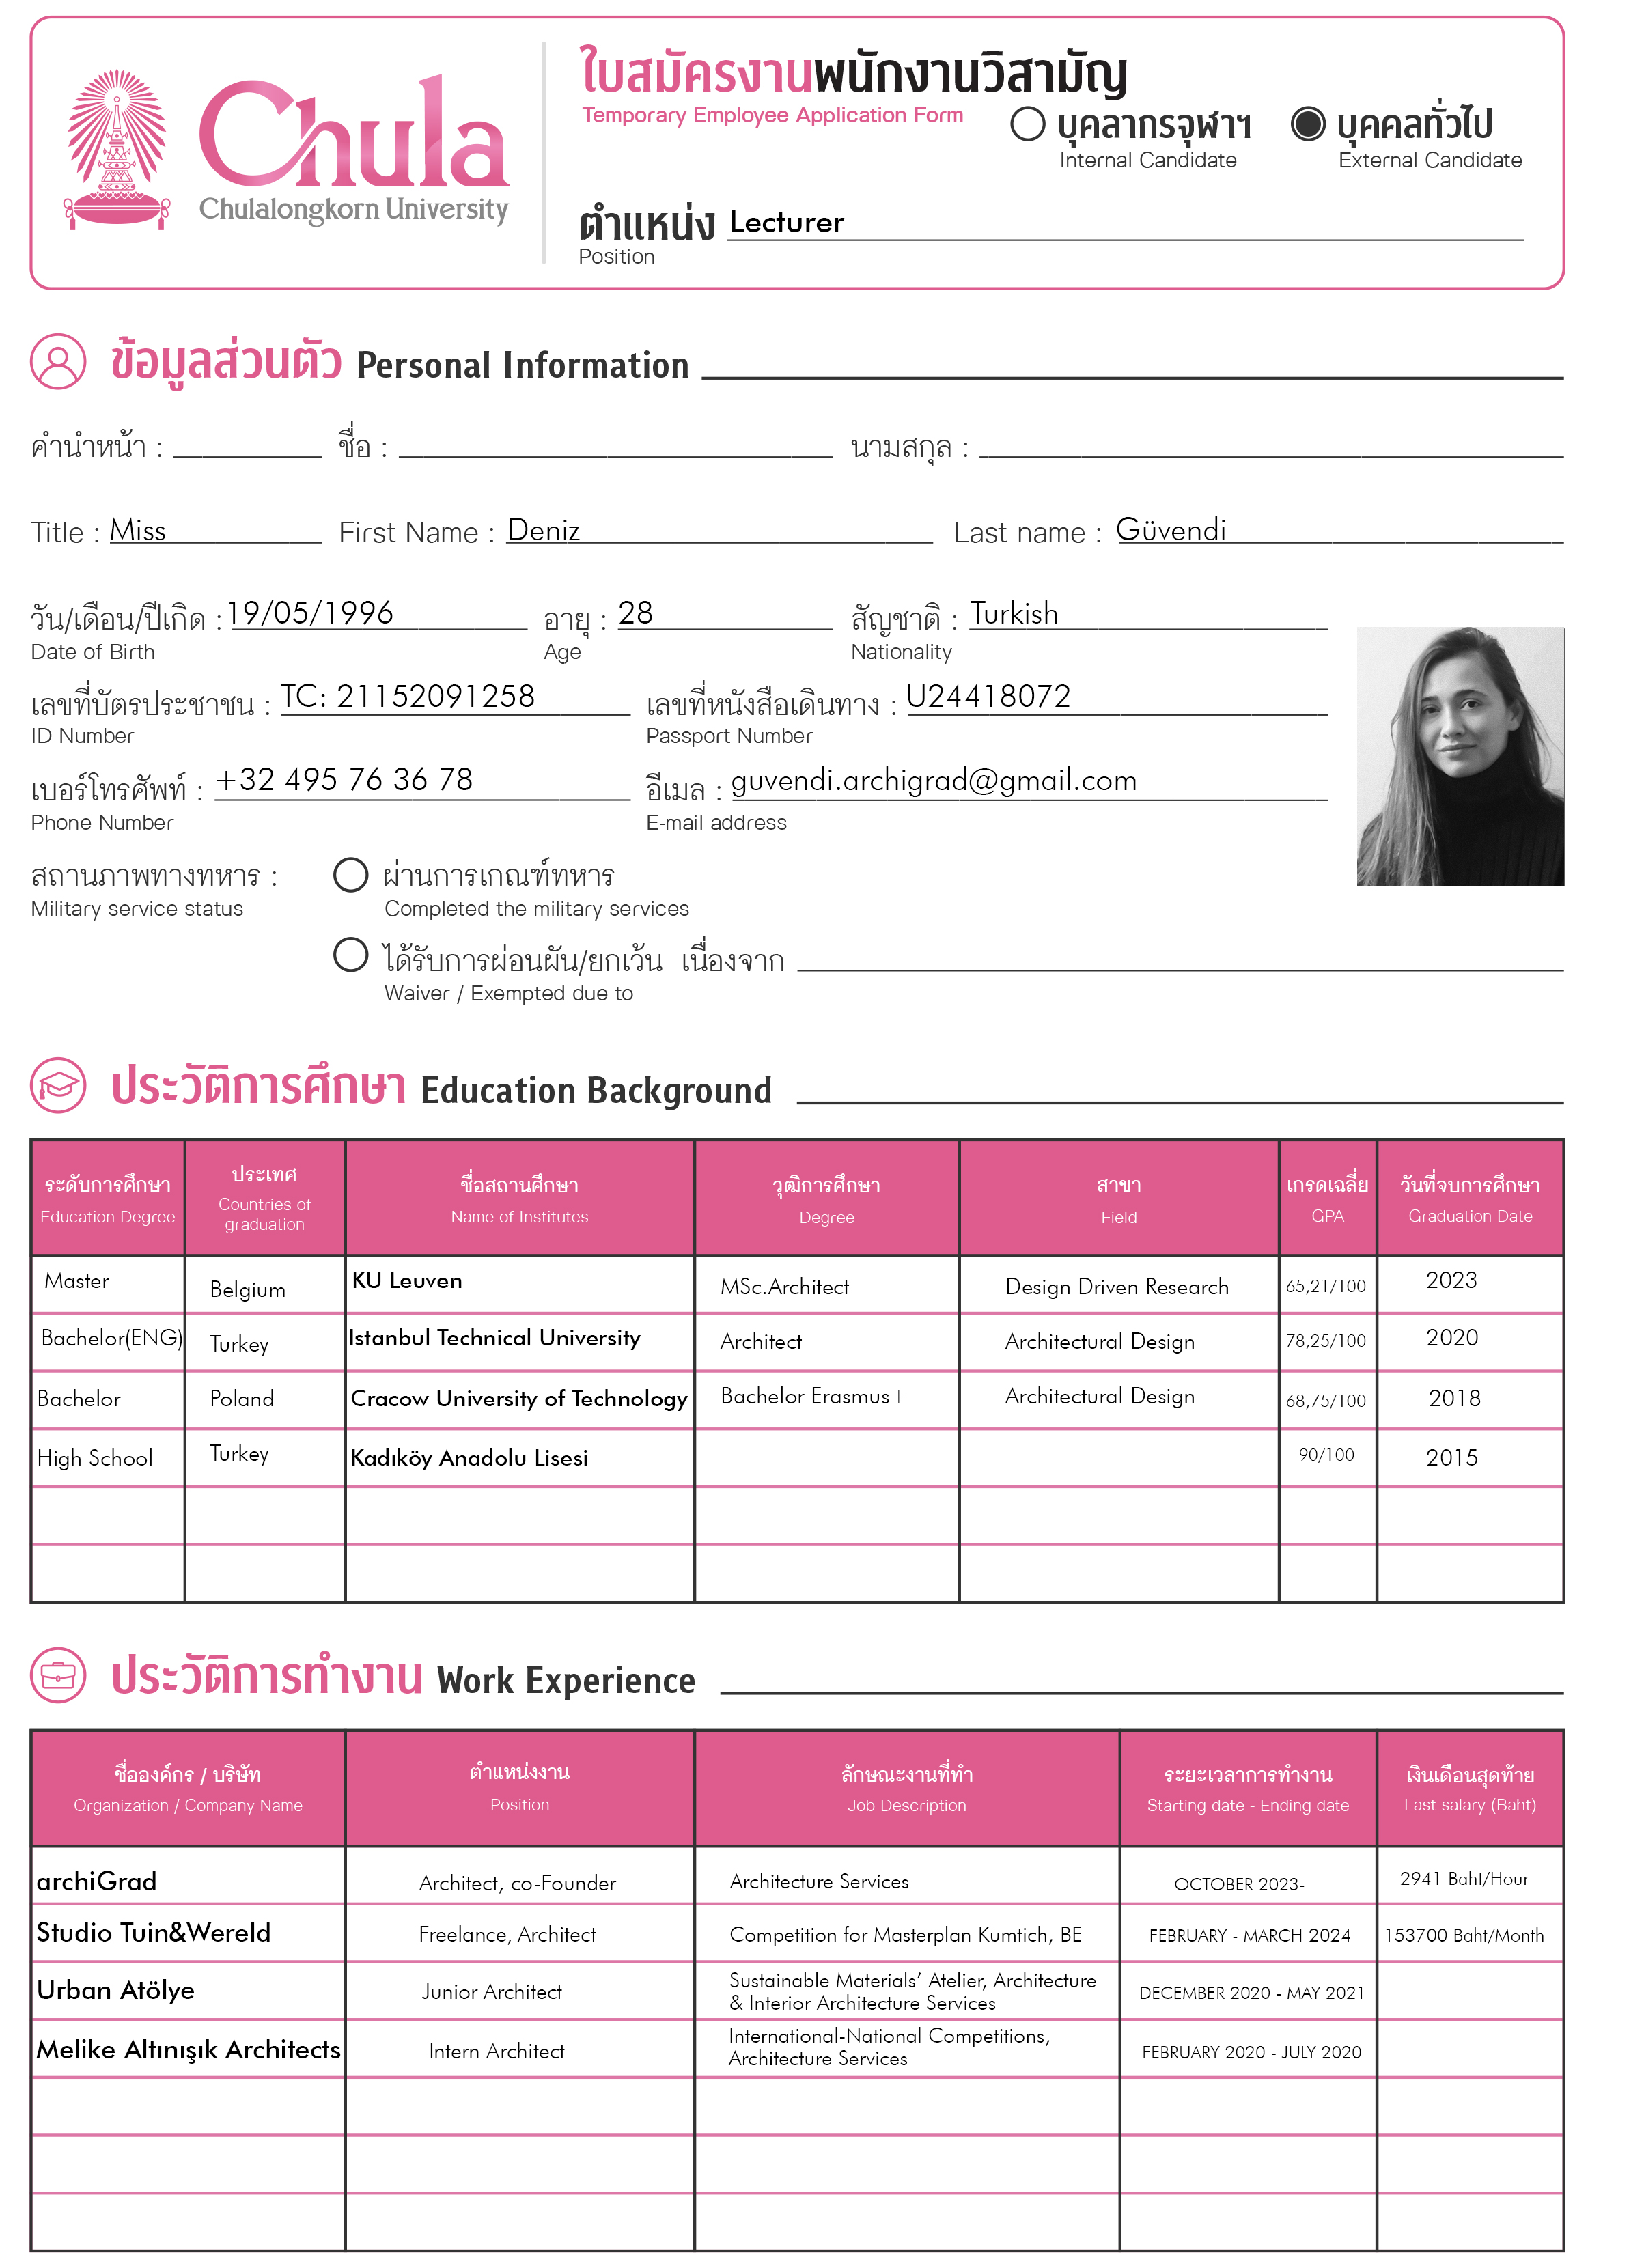 Chula
Chulalongkorn University
ใบสมัครงานพนักงานวิสามัญ
Temporary Employee Application Form
บุคลากรจุฬาฯ บุคคลทั่วไป
Internal Candidate External Candidate
ตำแหน่ง Lecturer
Position
ข้อมูลส่วนตัว Personal Information
คำนำหน้า : ชื่อ : นามสกุล :
Title : Miss First Name : Deniz Last name : Güvendi
วัน/เดือน/ปีเกิด : 19/05/1996 อายุ : 28 สัญชาติ : Turkish
Date of Birth Age Nationality
เลขที่บัตรประชาชน : TC: 21152091258 เลขที่หนังสือเดินทาง : U24418072
ID Number Passport Number
เบอร์โทรศัพท์ : +32 495 76 36 78 อีเมล : guvendi.archigrad@gmail.com
Phone Number E-mail address
สถานภาพทางทหาร : ผ่านการเกณฑ์ทหาร
Military service status Completed the military services
ได้รับการผ่อนผัน/ยกเว้น เนื่องจาก
Waiver / Exempted due to
ประวัติการศึกษา Education Background
ระดับการศึกษา ประเทศ ชื่อสถานศึกษา วุฒิการศึกษา สาขา เกรดเฉลี่ย วันที่จบการศึกษา
Education Degree Countries of graduation Name of Institutes Degree Field GPA Graduation Date
Master Belgium KU Leuven MSc.Architect Design Driven Research 65,21/100 2023
Bachelor(ENG) Turkey Istanbul Technical University Architect Architectural Design 78,25/100 2020
Bachelor Poland Cracow University of Technology Bachelor Erasmus+ Architectural Design 68,75/100 2018
High School Turkey Kadıköy Anadolu Lisesi 90/100 2015
ประวัติการทำงาน Work Experience
ชื่อองค์กร / บริษัท ตำแหน่งงาน ลักษณะงานที่ทำ ระยะเวลาการทำงาน เงินเดือนสุดท้าย
Organization / Company Name Position Job Description Starting date - Ending date Last salary (Baht)
archiGrad Architect, co-Founder Architecture Services OCTOBER 2023- 2941 Baht/Hour
Studio Tuin&Wereld Freelance, Architect Competition for Masterplan Kumtich, BE FEBRUARY - MARCH 2024 153700 Baht/Month
Urban Atölye Junior Architect Sustainable Materials’ Atelier, Architecture & Interior Architecture Services DECEMBER 2020 - MAY 2021
Melike Altınışık Architects Intern Architect International-National Competitions, Architecture Services FEBRUARY 2020 - JULY 2020